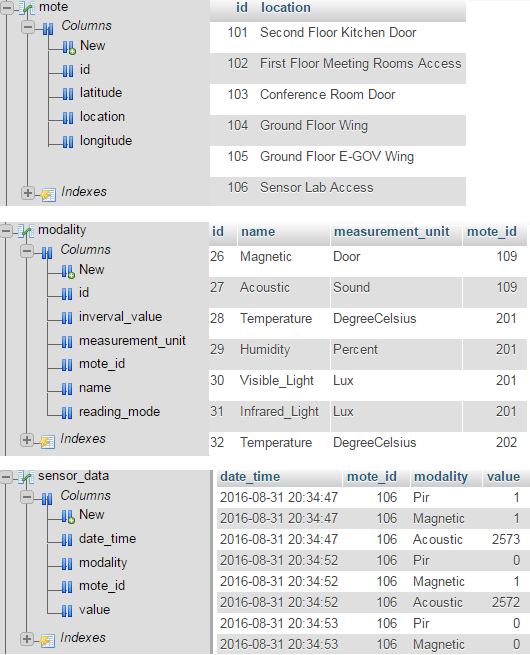 mote
Columns
New
id
latitude
location
longitude
Indexes
id location
101 Second Floor Kitchen Door
102 First Floor Meeting Rooms Access
103 Conference Room Door
104 Ground Floor Wing
105 Ground Floor E-GOV Wing
106 Sensor Lab Access
modality
Columns
New
id
inverval_value
measurement_unit
mote_id
name
reading_mode
Indexes
id name measurement_unit mote_id
26 Magnetic Door 109
27 Acoustic Sound 109
28 Temperature DegreeCelsius 201
29 Humidity Percent 201
30 Visible_Light Lux 201
31 Infrared_Light Lux 201
32 Temperature DegreeCelsius 202
sensor_data
Columns
New
date_time
modality
mote_id
value
Indexes
date_time mote_id modality value
2016-08-31 20:34:47 106 Pir 1
2016-08-31 20:34:47 106 Magnetic 1
2016-08-31 20:34:47 106 Acoustic 2573
2016-08-31 20:34:52 106 Pir 0
2016-08-31 20:34:52 106 Magnetic 1
2016-08-31 20:34:52 106 Acoustic 2572
2016-08-31 20:34:53 106 Pir 0
2016-08-31 20:34:53 106 Magnetic 0